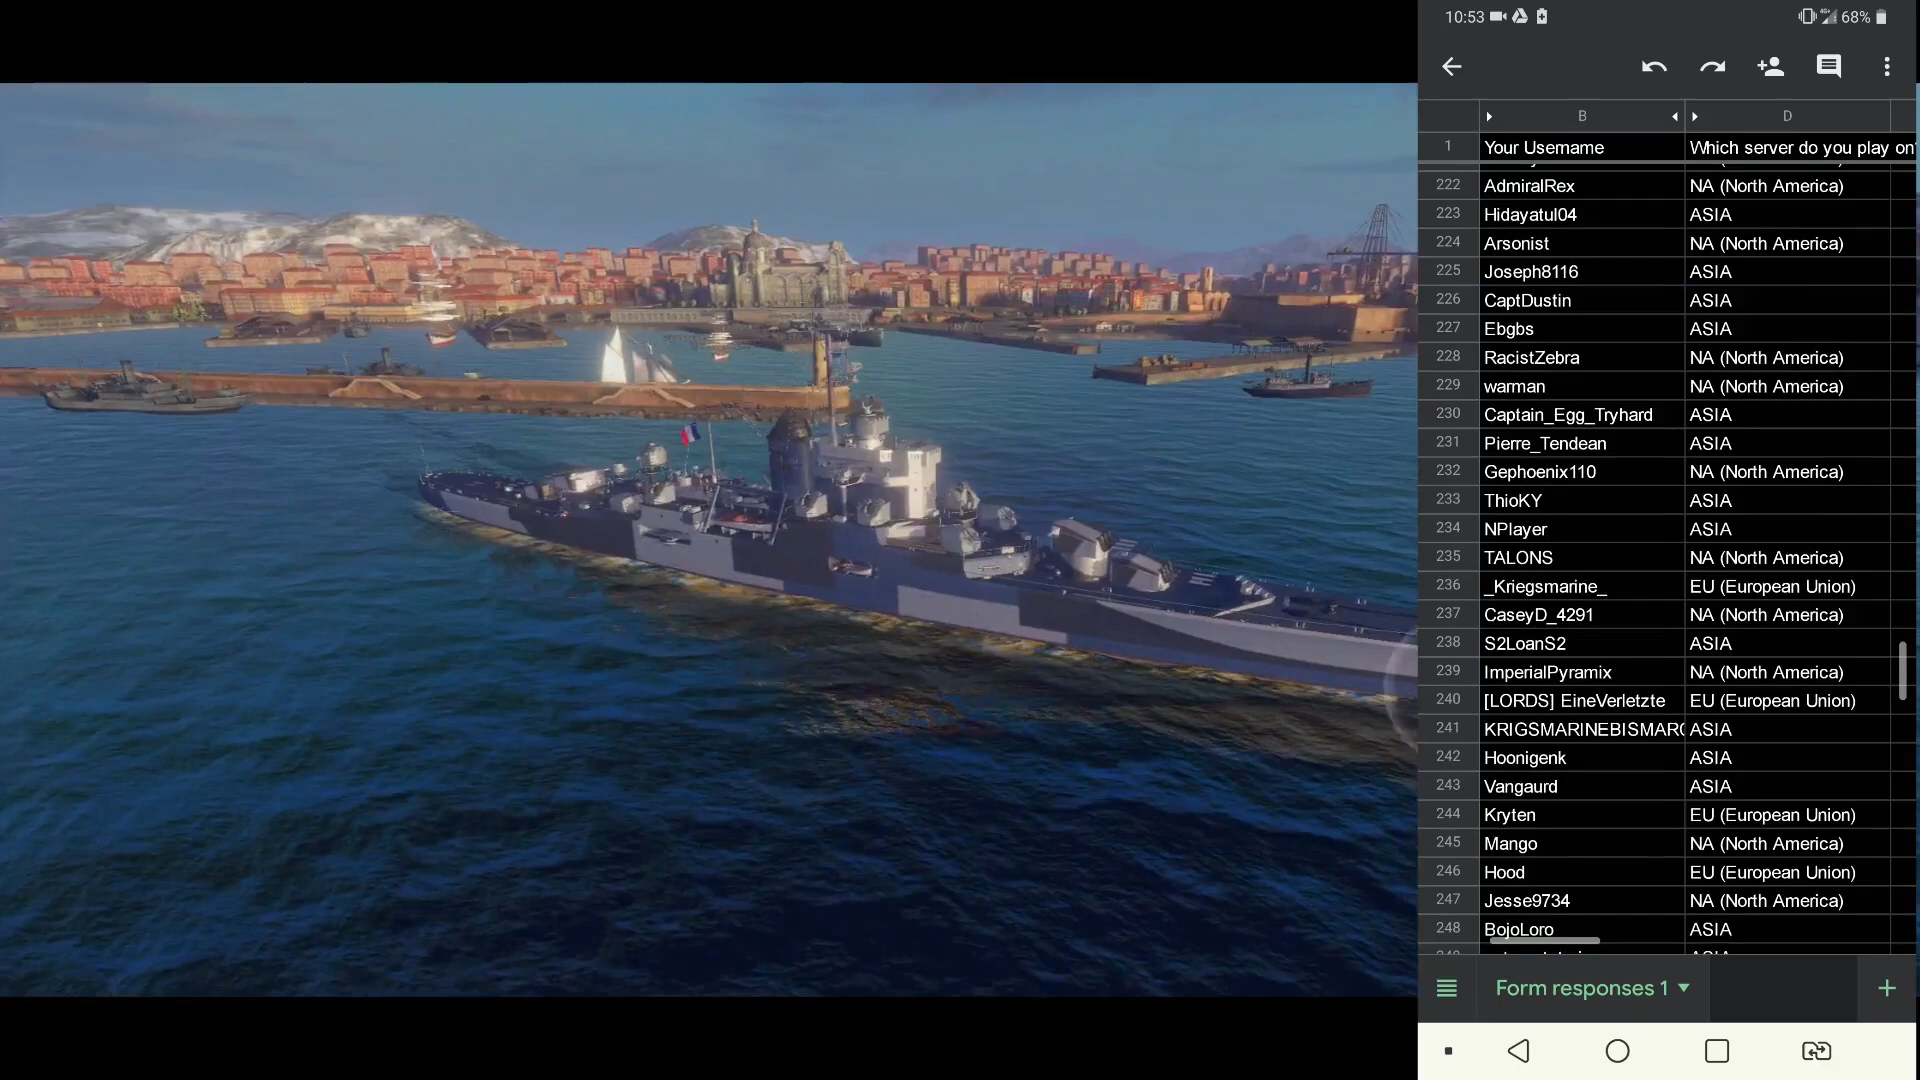 10:53 68%
B D
1 Your Username Which server do you play on
222 AdmiralRex NA (North America)
223 Hidayatul04 ASIA
224 Arsonist NA (North America)
225 Joseph8116 ASIA
226 CaptDustin ASIA
227 Ebgbs ASIA
228 RacistZebra NA (North America)
229 warman NA (North America)
230 Captain_Egg_Tryhard ASIA
231 Pierre_Tendean ASIA
232 Gephoenix110 NA (North America)
233 ThioKY ASIA
234 NPlayer ASIA
235 TALONS NA (North America)
236 _Kriegsmarine_ EU (European Union)
237 CaseyD_4291 NA (North America)
238 S2LoanS2 ASIA
239 ImperialPyramix NA (North America)
240 [LORDS] EineVerletzte EU (European Union)
241 KRIGSMARINEBISMARC ASIA
242 Hoonigenk ASIA
243 Vangaurd ASIA
244 Kryten EU (European Union)
245 Mango NA (North America)
246 Hood EU (European Union)
247 Jesse9734 NA (North America)
248 BojoLoro ASIA
Form responses 1